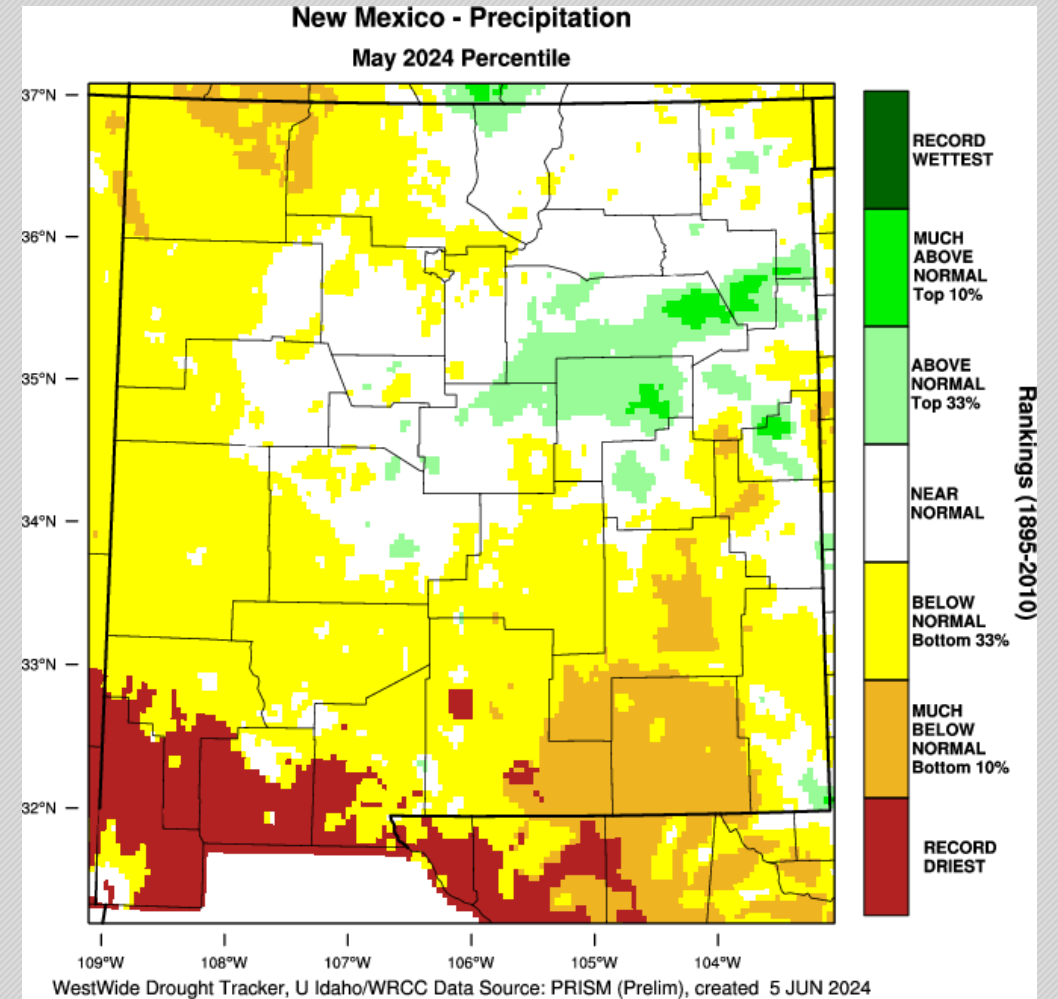 New Mexico - Precipitation
May 2024 Percentile
37°N
36°N
35°N
34°N
33°N
32°N
109°W
108°W
107°W
106°W
105°W
104°W
RECORD
WETTEST
MUCH
ABOVE
NORMAL
Top 10%
ABOVE
NORMAL
Top 33%
NEAR
NORMAL
BELOW
NORMAL
Bottom 33%
MUCH
BELOW
NORMAL
Bottom 10%
RECORD
DRIEST
Rankings (1895-2010)
WestWide Drought Tracker, U Idaho/WRCC Data Source: PRISM (Prelim), created 5 JUN 2024